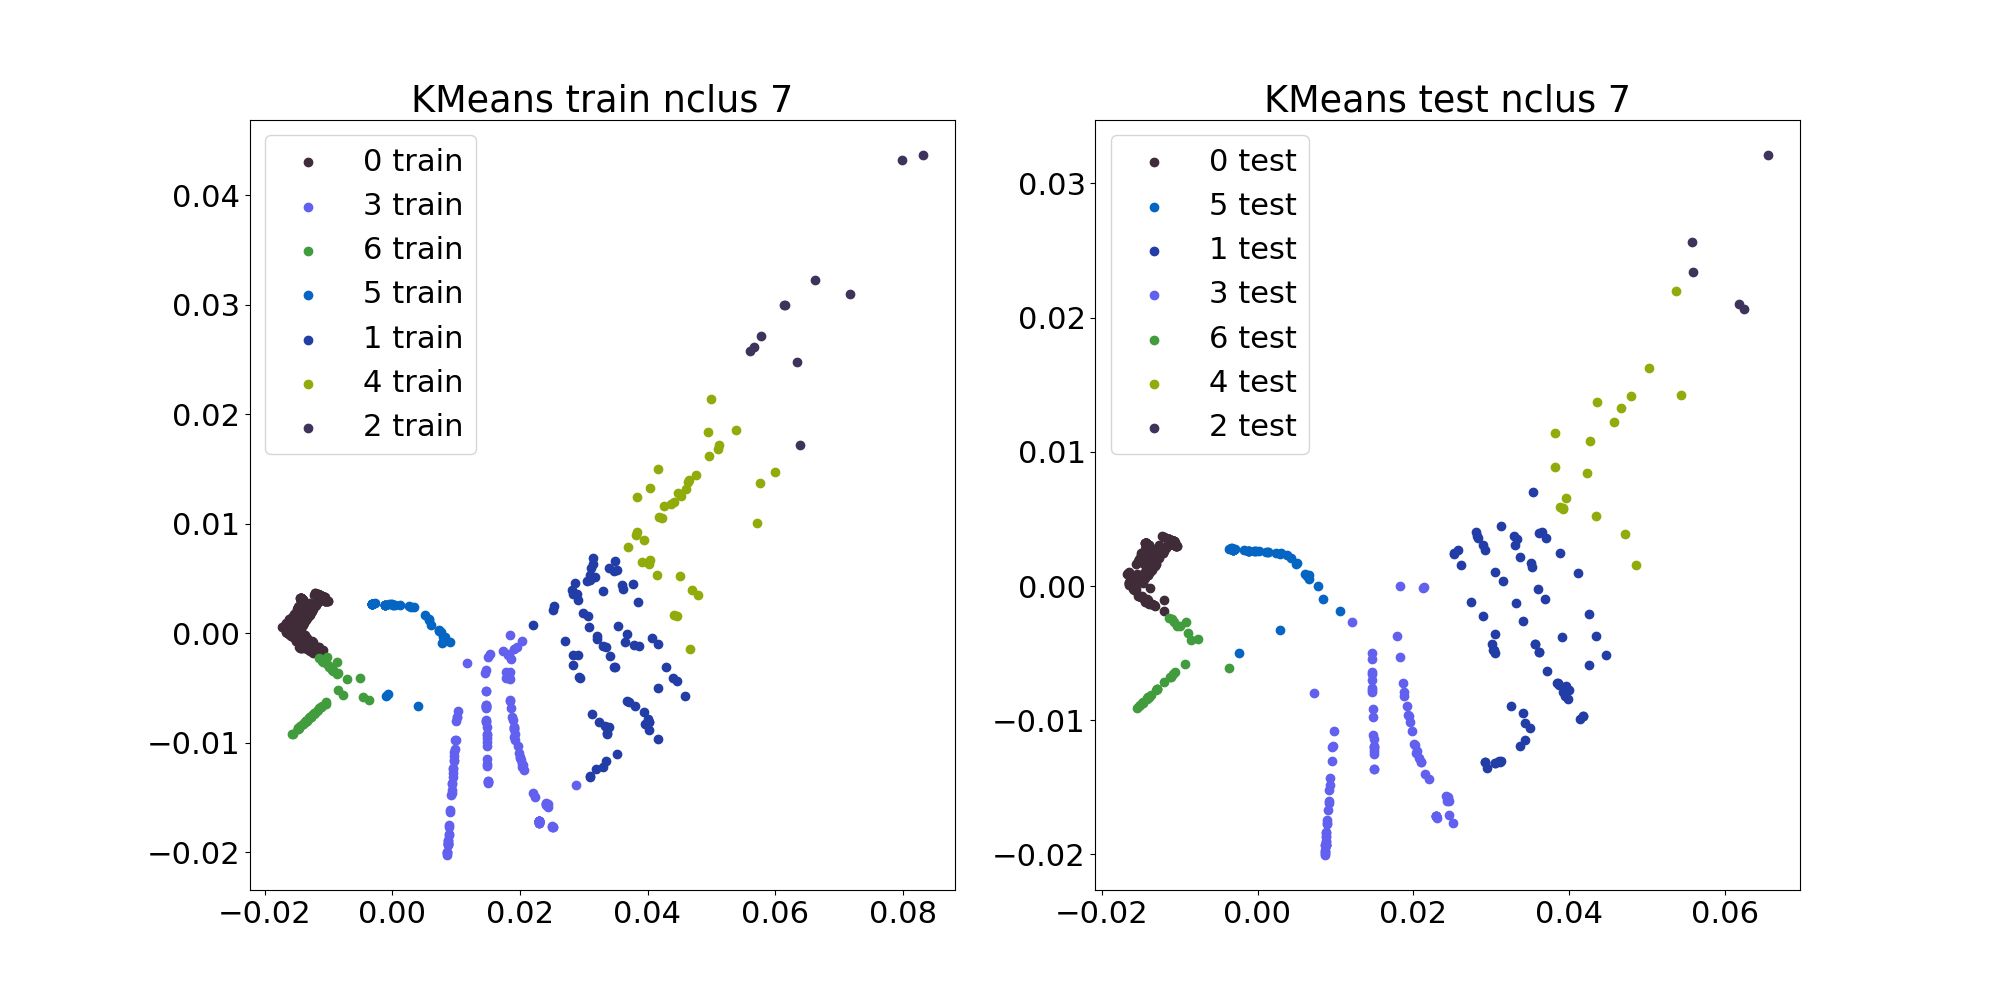 KMeans train nclus 7
0 train
3 train
6 train
5 train
1 train
4 train
2 train
0.04
0.03
0.02
0.01
0.00
−0.01
−0.02
−0.02 0.00 0.02 0.04 0.06 0.08
KMeans test nclus 7
0 test
5 test
1 test
3 test
6 test
4 test
2 test
0.03
0.02
0.01
0.00
−0.01
−0.02
−0.02 0.00 0.02 0.04 0.06